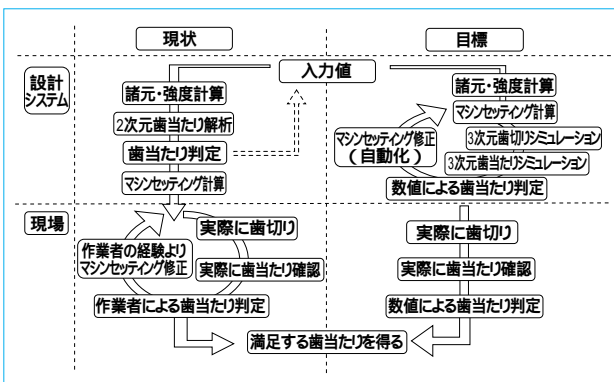 現状
目標
入力値
設計
システム
諸元・強度計算
2次元歯当たり解析
歯当たり判定
マシンセッティング計算
諸元・強度計算
マシンセッティング計算
3次元歯切りシミュレーション
3次元歯当たりシミュレーション
数値による歯当たり判定
マシンセッティング修正
(自動化)
現場
実際に歯切り
実際に歯当たり確認
作業者による歯当たり判定
作業者の経験より
マシンセッティング修正
実際に歯切り
実際に歯当たり確認
数値による歯当たり判定
満足する歯当たりを得る